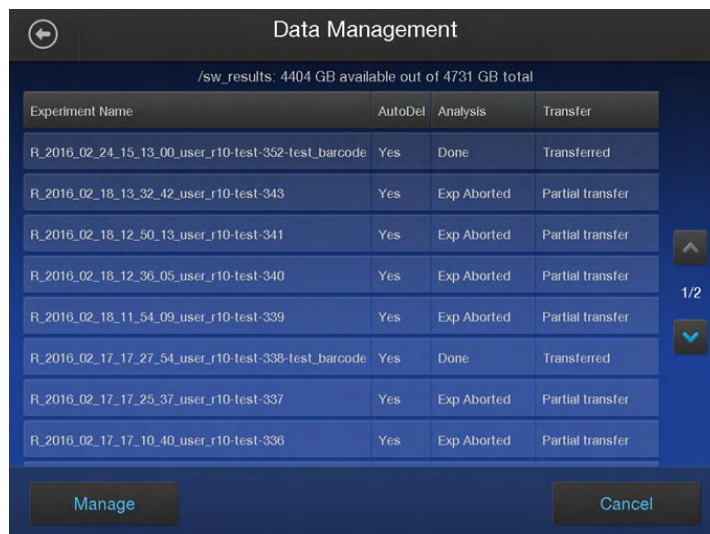 Data Management
/sw_results: 4404 GB available out of 4731 GB total
Experiment Name AutoDel Analysis Transfer
R_2016_02_24_15_13_00_user_r10-test-352-test_barcode Yes Done Transferred
R_2016_02_18_13_32_42_user_r10-test-343 Yes Exp Aborted Partial transfer
R_2016_02_18_12_50_13_user_r10-test-341 Yes Exp Aborted Partial transfer
R_2016_02_18_12_36_05_user_r10-test-340 Yes Exp Aborted Partial transfer
R_2016_02_18_11_54_09_user_r10-test-339 Yes Exp Aborted Partial transfer
R_2016_02_17_17_27_54_user_r10-test-338-test_barcode Yes Done Transferred
R_2016_02_17_17_25_37_user_r10-test-337 Yes Exp Aborted Partial transfer
R_2016_02_17_17_10_40_user_r10-test-336 Yes Exp Aborted Partial transfer
1/2
Manage Cancel